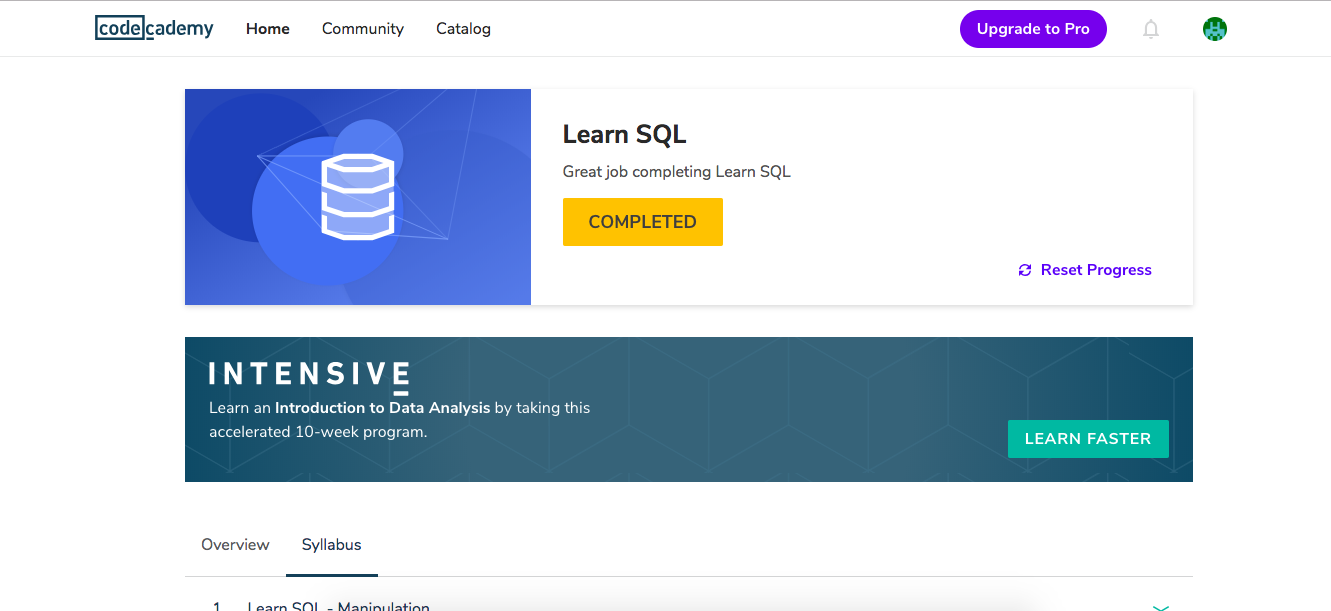 codecademy
Home
Community
Catalog
Upgrade to Pro
Learn SQL
Great job completing Learn SQL
COMPLETED
Reset Progress
INTENSIVE
Learn an Introduction to Data Analysis by taking this
accelerated 10-week program.
LEARN FASTER
Overview
Syllabus
1 Learn SQL - Manipulation